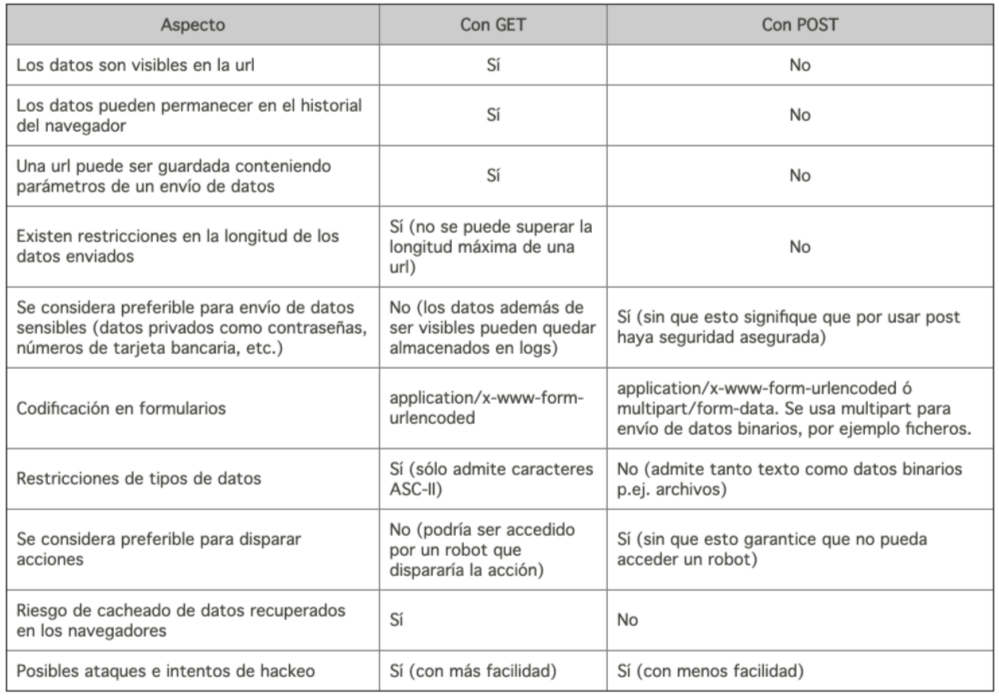 Aspecto
Con GET
Con POST
Los datos son visibles en la url
Sí
No
Los datos pueden permanecer en el historial
del navegador
Sí
No
Una url puede ser guardada conteniendo
parámetros de un envío de datos
Sí
No
Existen restricciones en la longitud de los
datos enviados
Sí (no se puede superar la
longitud máxima de una
url)
No
Se considera preferible para envío de datos
sensibles (datos privados como contraseñas,
números de tarjeta bancaria, etc.)
No (los datos además de
ser visibles pueden quedar
almacenados en logs)
Sí (sin que esto signifique que por usar post
haya seguridad asegurada)
Codificación en formularios
application/x-www-form-
urlencoded
application/x-www-form-urlencoded ó
multipart/form-data. Se usa multipart para
envío de datos binarios, por ejemplo ficheros.
Restricciones de tipos de datos
Sí (sólo admite caracteres
ASC-II)
No (admite tanto texto como datos binarios
p.ej. archivos)
Se considera preferible para disparar
acciones
No (podría ser accedido
por un robot que
dispararía la acción)
Sí (sin que esto garantice que no pueda
acceder un robot)
Riesgo de cacheado de datos recuperados
en los navegadores
Sí
No
Posibles ataques e intentos de hackeo
Sí (con más facilidad)
Sí (con menos facilidad)